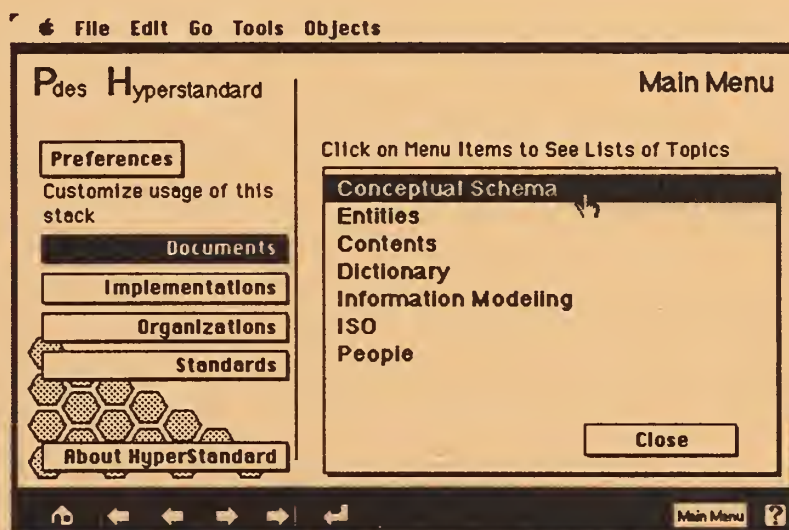 File Edit Go Tools Objects
Pdes Hyperstandard
Main Menu
Preferences
Customize usage of this
stack
Documents
Implementations
Organizations
Standards
About HyperStandard
Click on Menu Items to See Lists of Topics
Conceptual Schema
Entities
Contents
Dictionary
Information Modeling
ISO
People
Close
Main Menu ?